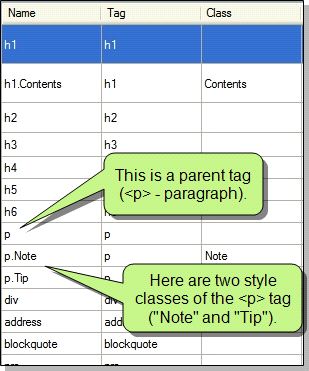 Name Tag Class
h1 h1
h1.Contents h1 Contents
h2 h2
h3 h3
h4
h5
h6
This is a parent tag
(<p> - paragraph).
p p
p.Note p Note
p.Tip p
div div
address
blockquote blockquote
Here are two style
classes of the <p> tag
("Note" and "Tip").